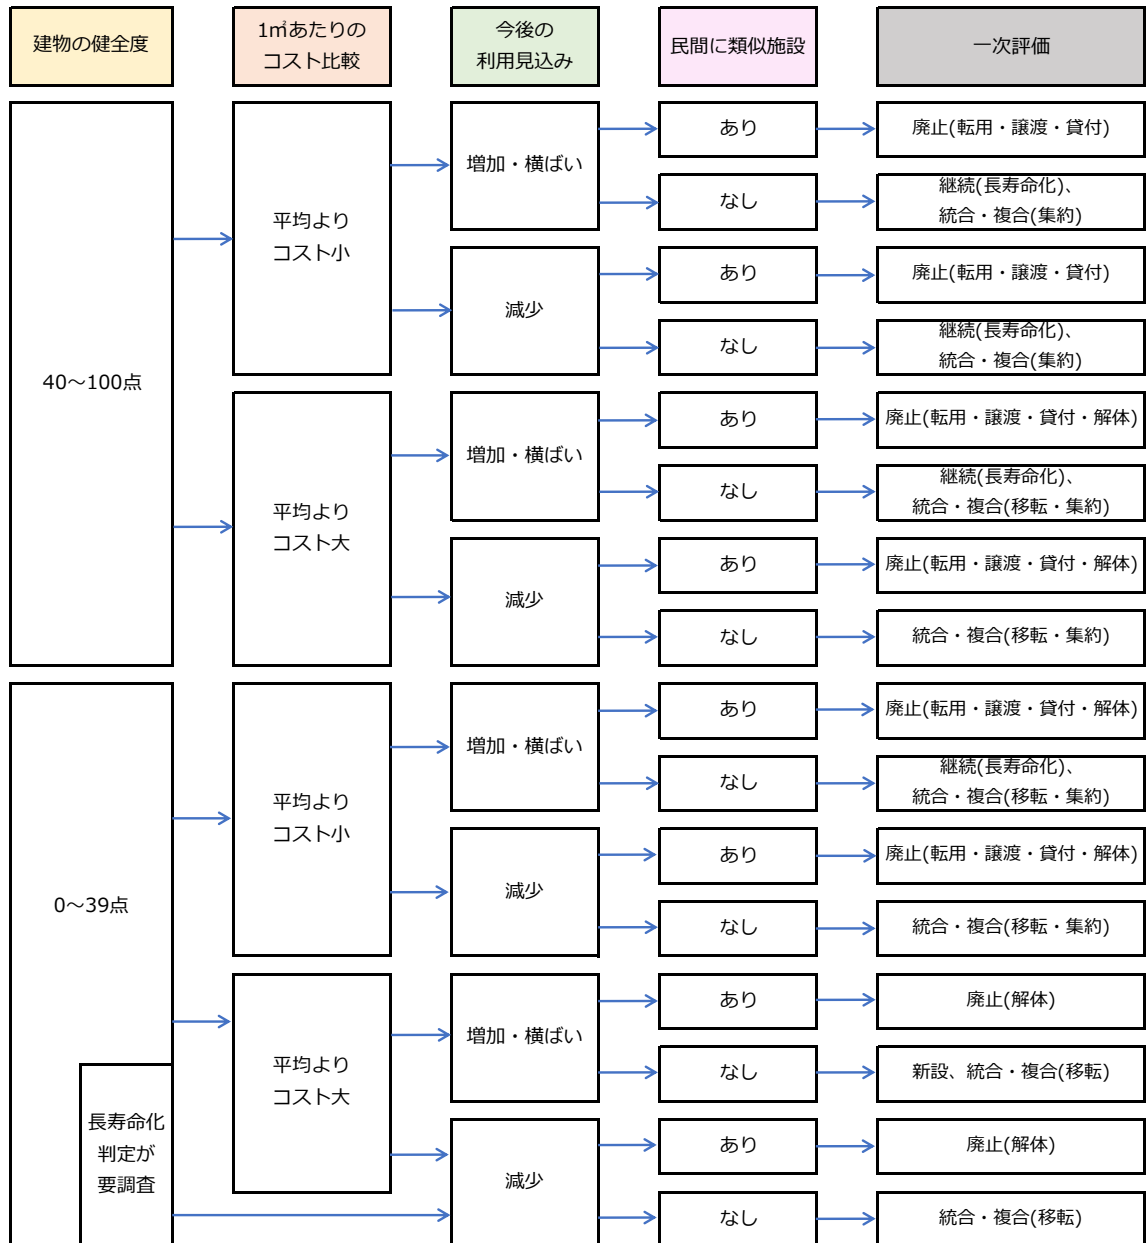 建物の健全度
1㎡あたりの
コスト比較
今後の
利用見込み
民間に類似施設
一次評価
40～100点
平均より
コスト小
増加・横ばい
あり
廃止(転用・譲渡・貸付)
なし
継続(長寿命化)、
統合・複合(集約)
減少
あり
廃止(転用・譲渡・貸付)
なし
継続(長寿命化)、
統合・複合(集約)
平均より
コスト大
増加・横ばい
あり
廃止(転用・譲渡・貸付・解体)
なし
継続(長寿命化)、
統合・複合(移転・集約)
減少
あり
廃止(転用・譲渡・貸付・解体)
なし
統合・複合(移転・集約)
0～39点
平均より
コスト小
増加・横ばい
あり
廃止(転用・譲渡・貸付・解体)
なし
継続(長寿命化)、
統合・複合(移転・集約)
減少
あり
廃止(転用・譲渡・貸付・解体)
なし
統合・複合(移転・集約)
平均より
コスト大
増加・横ばい
あり
廃止(解体)
なし
新設、統合・複合(移転)
長寿命化
判定が
要調査
減少
あり
廃止(解体)
なし
統合・複合(移転)